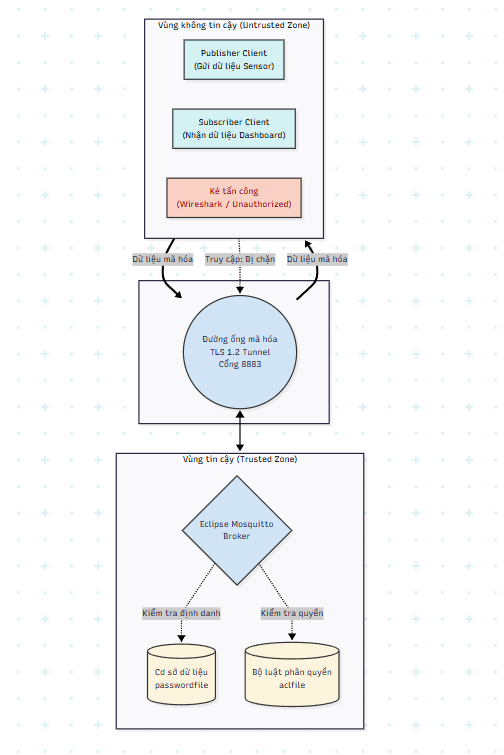 Vùng không tin cậy (Untrusted Zone)
Publisher Client
(Gửi dữ liệu Sensor)
Subscriber Client
(Nhận dữ liệu Dashboard)
Kẻ tấn công
(Wireshark / Unauthorized)
Dữ liệu mã hóa
Truy cập: Bị chặn
Dữ liệu mã hóa
Đường ống mã hóa
TLS 1.2 Tunnel
Cổng 8883
Vùng tin cậy (Trusted Zone)
Eclipse Mosquitto
Broker
Kiểm tra định danh
Kiểm tra quyền
Cơ sở dữ liệu
passwordfile
Bộ luật phân quyền
aclfile